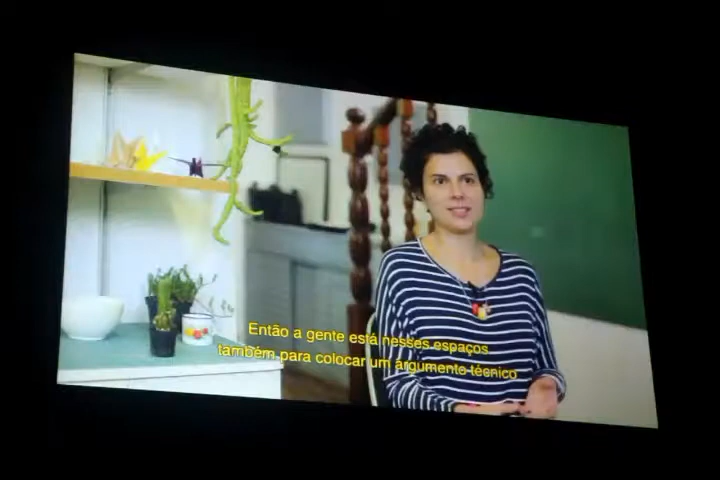 Então a gente está nesses espaços
também para colocar um argumento técnico